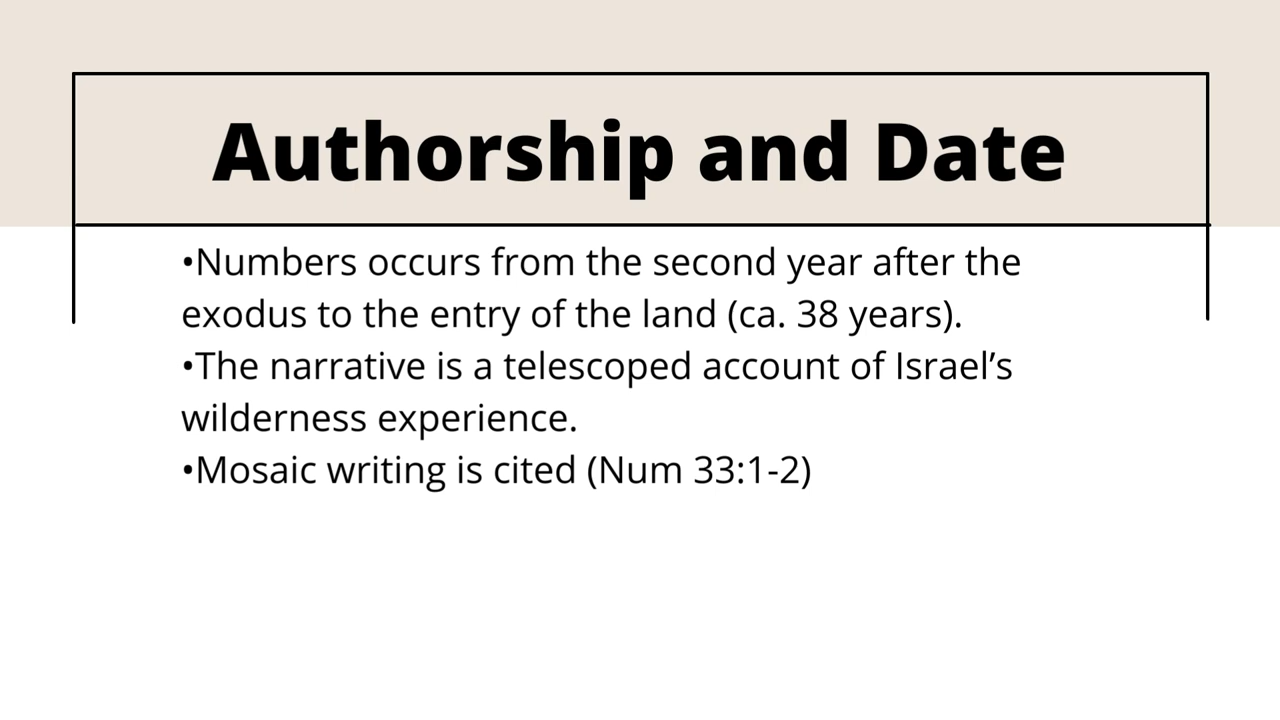 Authorship and Date
•Numbers occurs from the second year after the
exodus to the entry of the land (ca. 38 years).
•The narrative is a telescoped account of Israel’s
wilderness experience.
•Mosaic writing is cited (Num 33:1-2)